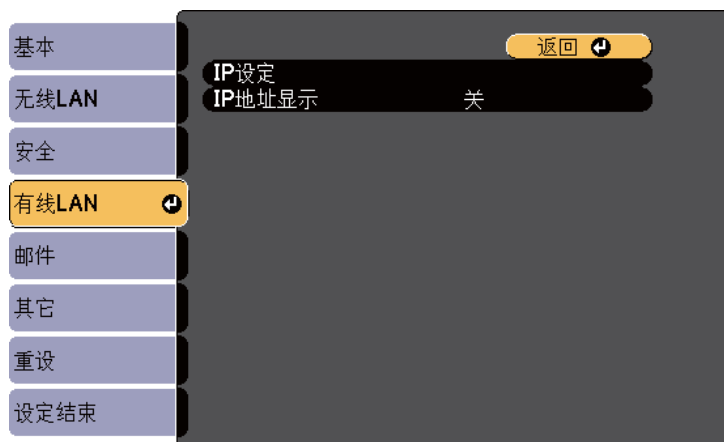 基本
无线LAN
安全
有线LAN
邮件
其它
重设
设定结束
返回
IP设定
IP地址显示 关